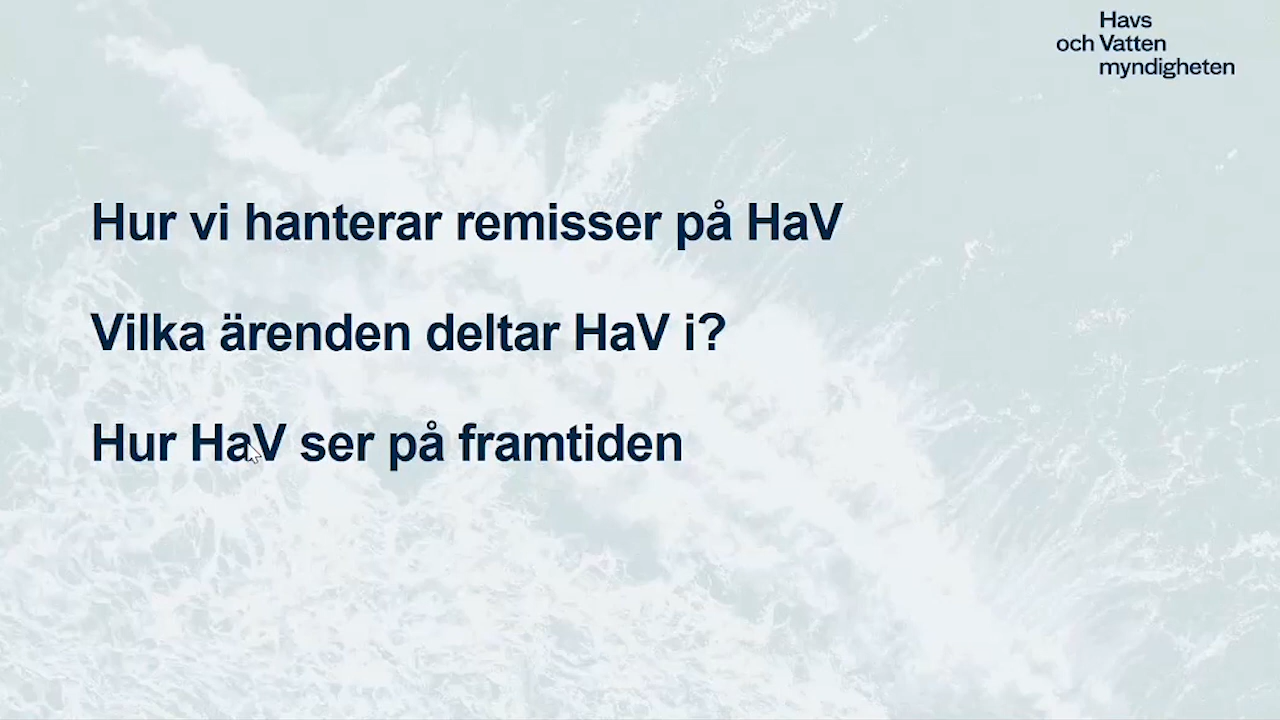 Havs
och Vatten
myndigheten
Hur vi hanterar remisser på HaV
Vilka ärenden deltar HaV i?
Hur HaV ser på framtiden